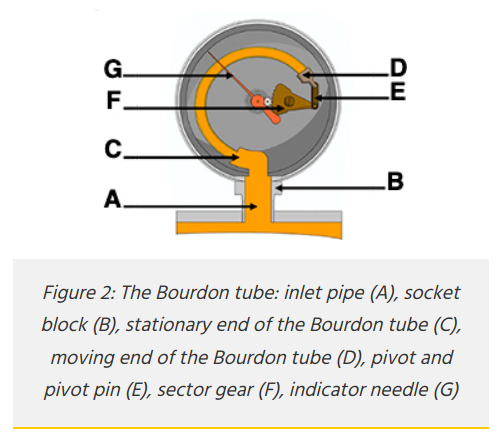 G
D
E
F
C
B
A
Figure 2: The Bourdon tube: inlet pipe (A), socket
block (B), stationary end of the Bourdon tube (C),
moving end of the Bourdon tube (D), pivot and
pivot pin (E), sector gear (F), indicator needle (G)